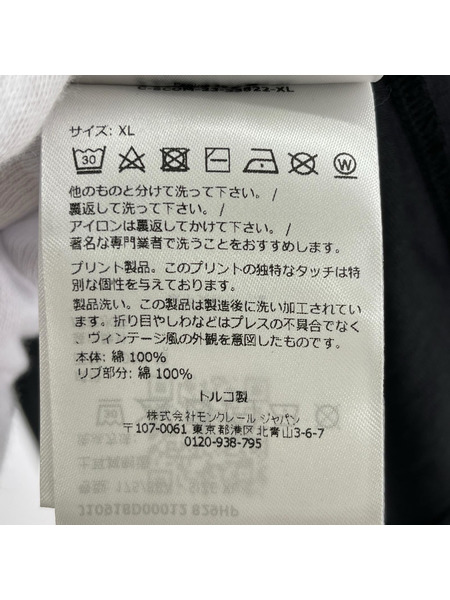 サイズ: XL
30
W
他のものと分けて洗って下さい。/
裏返して洗って下さい。/
アイロンは裏返してかけて下さい。/
著名な専門業者で洗うことをおすすめします。
プリント製品。このプリントの独特なタッチは特
別な個性を与えております。
製品洗い。この製品は製造後に洗い加工されていま
す。折り目やしわなどはプレスの不具合でなく
、ヴィンテージ風の外観を意図したものです。
本体: 綿 100%
リブ部分: 綿 100%
トルコ製
株式会社モンクレール ジャパン
〒107-0061 東京都港区 北青山3-6-7
0120-938-795
J10918D00012 829HP